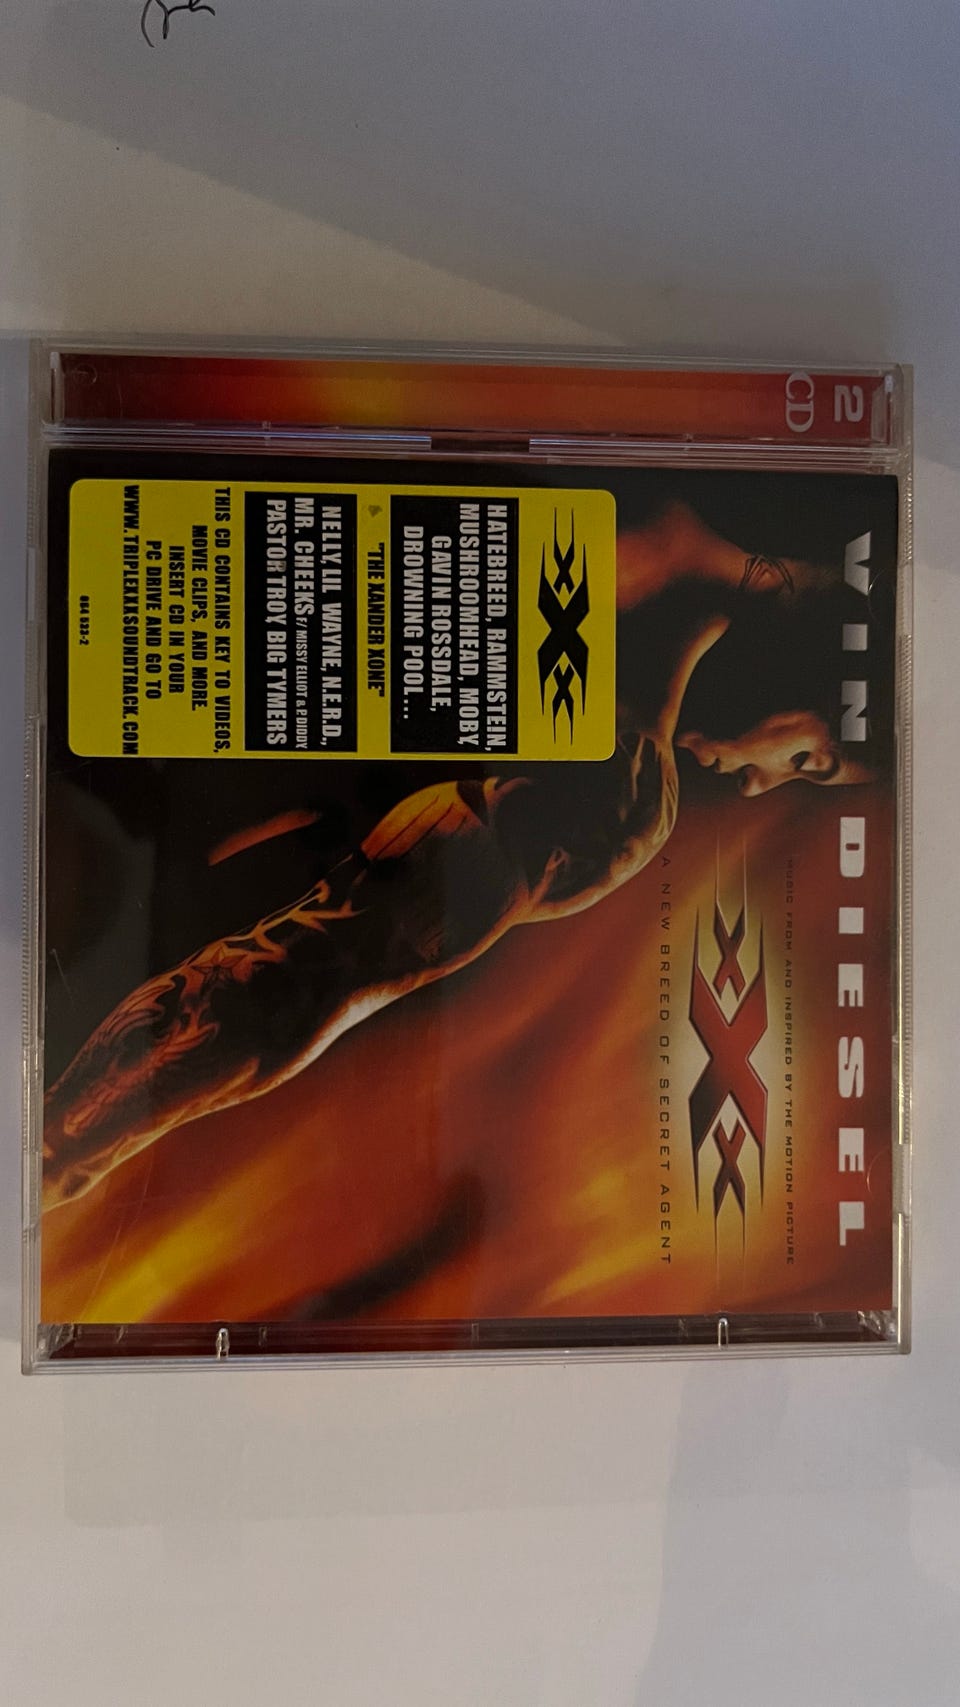 2
CD
VIN DIESEL
MUSIC FROM AND INSPIRED BY THE MOTION PICTURE
xXx
A NEW BREED OF SECRET AGENT
xXx
HATEBREED, RAMMSTEIN,
MUSHROOMHEAD, MOBY,
GAVIN ROSSDALE,
DROWNING POOL...
"THE XANDER XONE"
NELLY, LIL WAYNE, N.E.R.D.,
MR. CHEEKS F/ MISSY ELLIOT & P.DIDDY,
PASTOR TROY, BIG TYMERS
THIS CD CONTAINS KEY TO VIDEOS,
MOVIE CLIPS, AND MORE.
INSERT CD IN YOUR
PC DRIVE AND GO TO
WWW.TRIPLEXXXSOUNDTRACK.COM
064 633-2